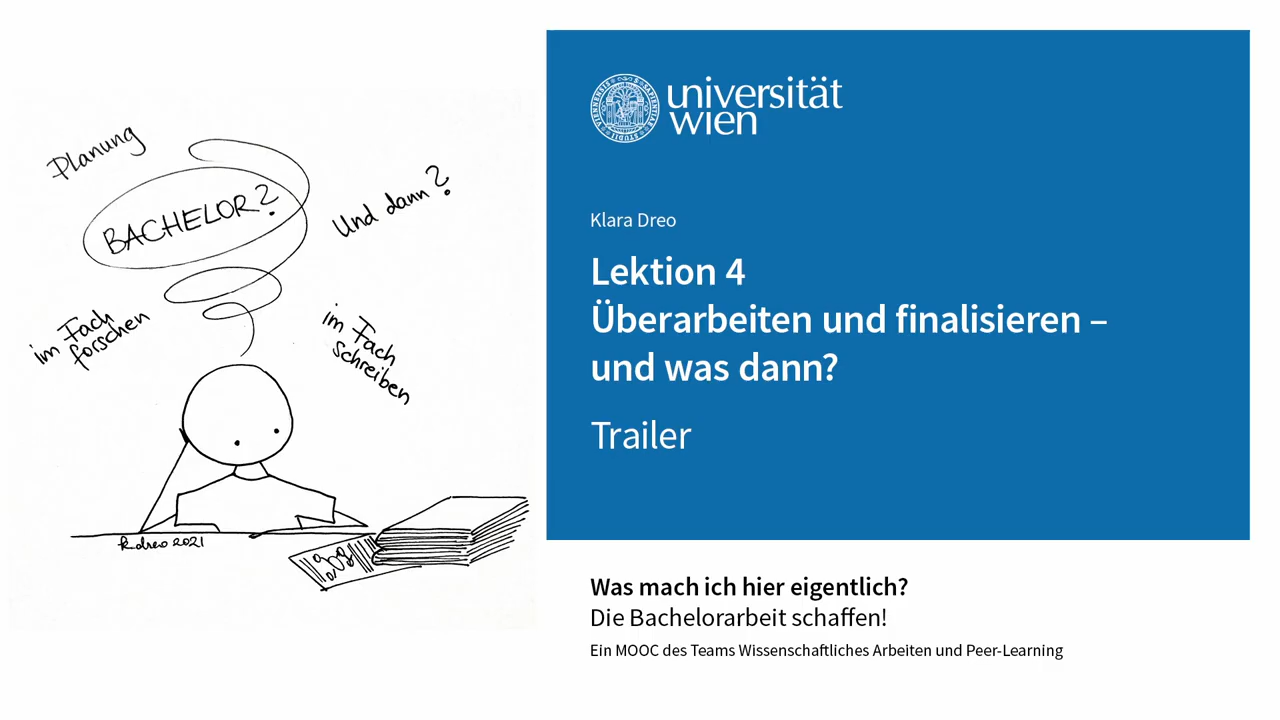 Planung
BACHELOR?
Und dann?
im Fach
forschen
im Fach
schreiben
k.dreo 2021
universität
wien
Klara Dreo
Lektion 4
Überarbeiten und finalisieren –
und was dann?
Trailer
Was mach ich hier eigentlich?
Die Bachelorarbeit schaffen!
Ein MOOC des Teams Wissenschaftliches Arbeiten und Peer-Learning